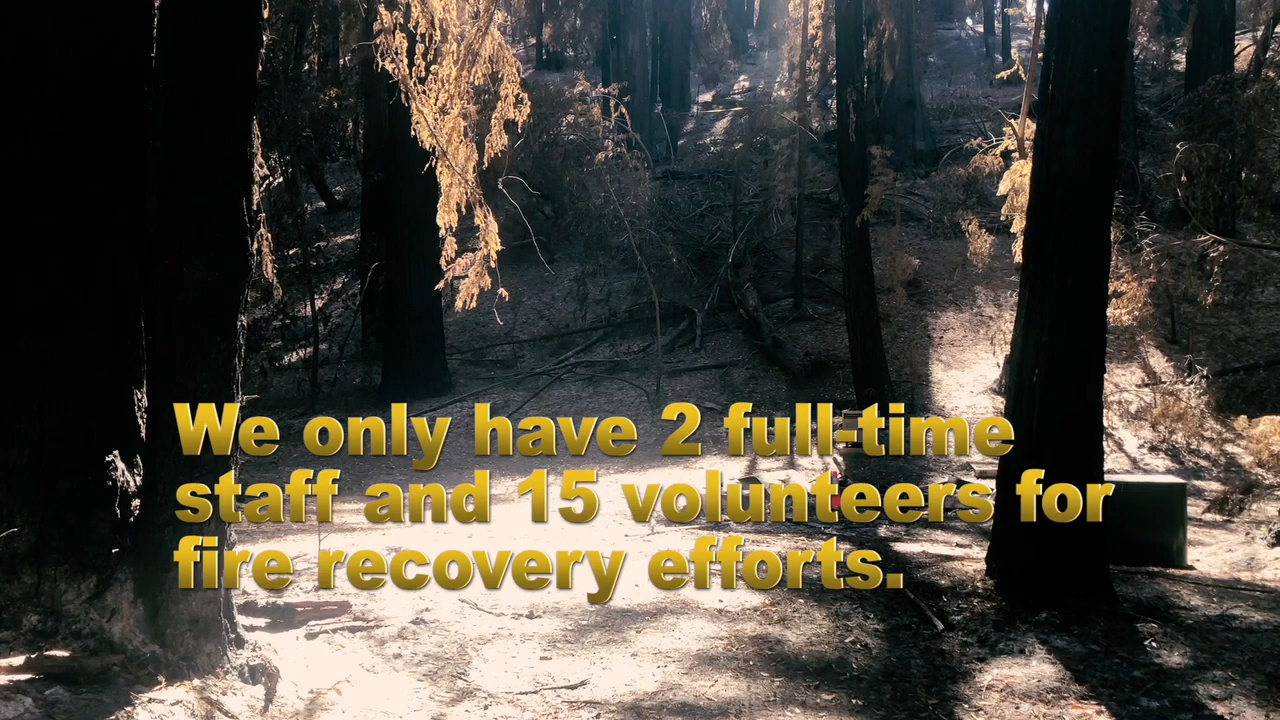 We only have 2 full-time
staff and 15 volunteers for
fire recovery efforts.